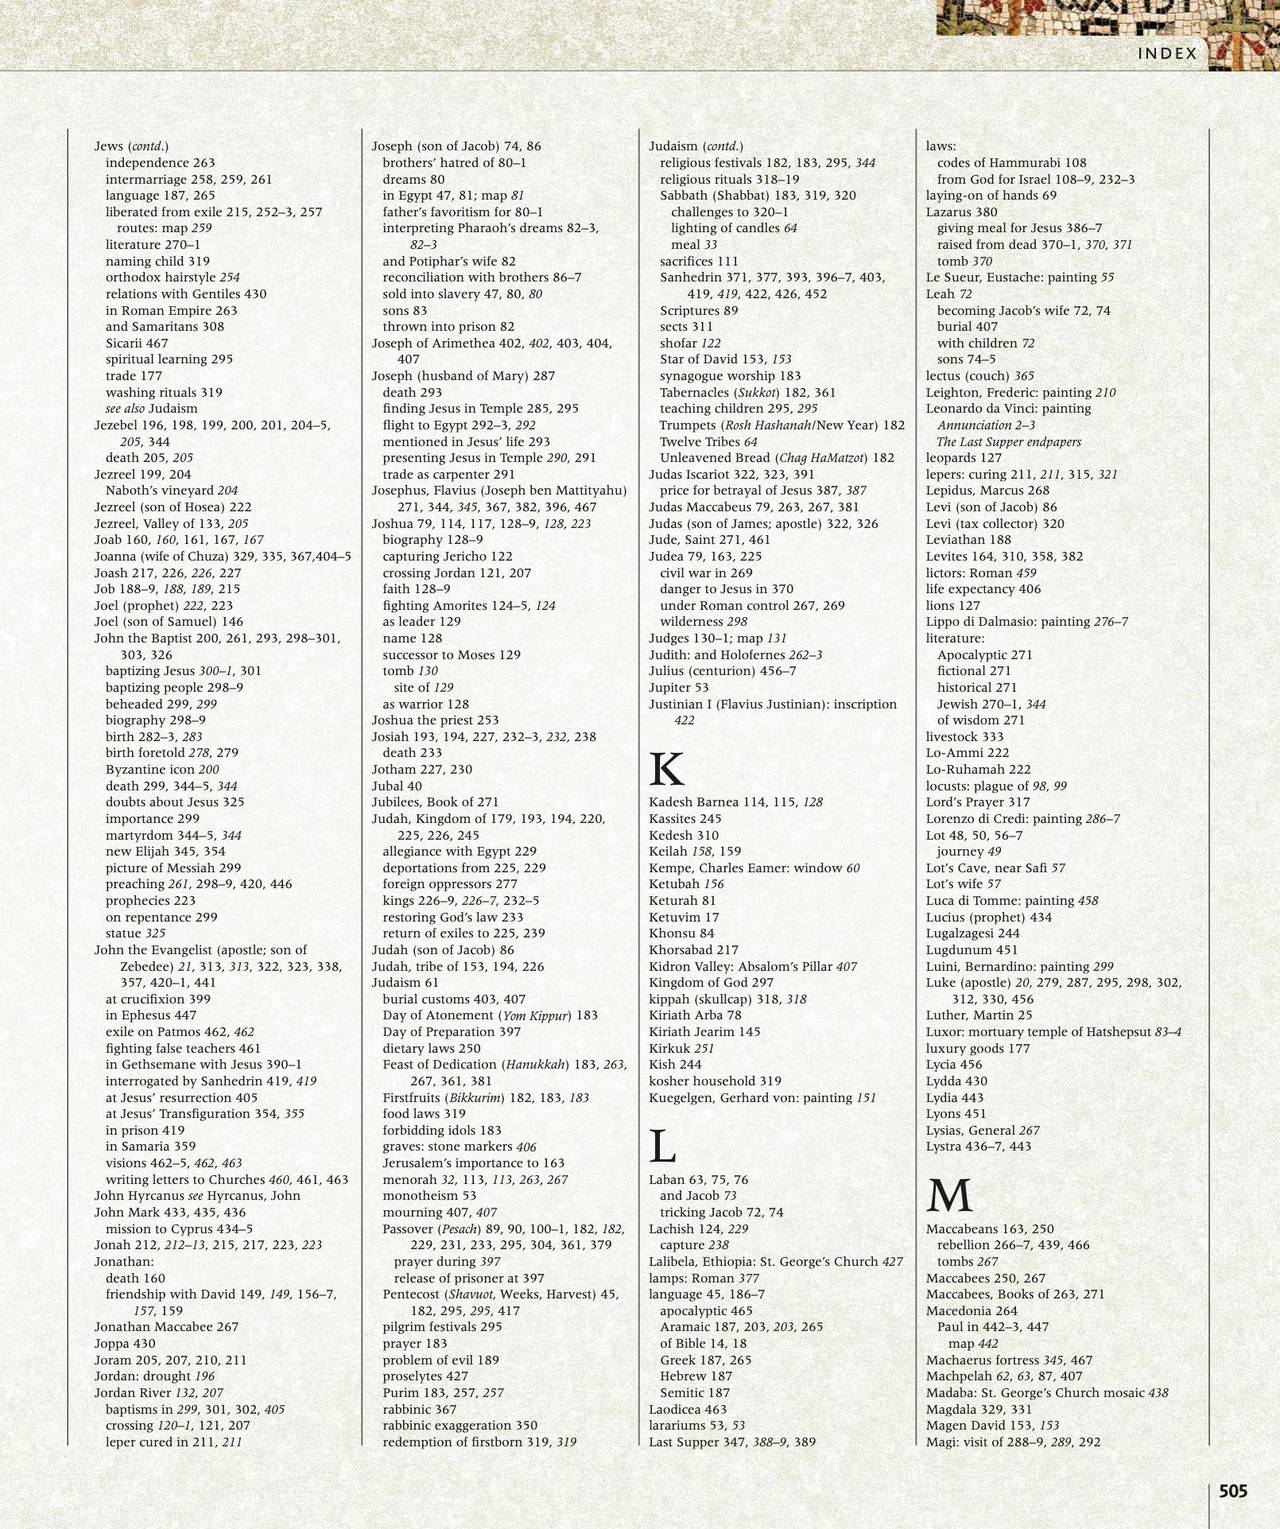 INDEX
Jews (contd.)
independence 263
intermarriage 258, 259, 261
language 187, 265
liberated from exile 215, 252–3, 257
routes: map 259
literature 270–1
naming child 319
orthodox hairstyle 254
relations with Gentiles 430
in Roman Empire 263
and Samaritans 308
Sicarii 467
spiritual learning 295
trade 177
washing rituals 319
see also Judaism
Jezebel 196, 198, 199, 200, 201, 204–5,
205, 344
death 205, 205
Jezreel 199, 204
Naboth's vineyard 204
Jezreel (son of Hosea) 222
Jezreel, Valley of 133, 205
Joab 160, 160, 161, 167, 167
Joanna (wife of Chuza) 329, 335, 367,404–5
Joash 217, 226, 226, 227
Job 188–9, 188, 189, 215
Joel (prophet) 222, 223
Joel (son of Samuel) 146
John the Baptist 200, 261, 293, 298–301,
303, 326
baptizing Jesus 300–1, 301
baptizing people 298–9
beheaded 299, 299
biography 298–9
birth 282–3, 283
birth foretold 278, 279
Byzantine icon 200
death 299, 344–5, 344
doubts about Jesus 325
importance 299
martyrdom 344–5, 344
new Elijah 345, 354
picture of Messiah 299
preaching 261, 298–9, 420, 446
prophecies 223
on repentance 299
statue 325
John the Evangelist (apostle; son of
Zebedee) 21, 313, 313, 322, 323, 338,
357, 420–1, 441
at crucifixion 399
in Ephesus 447
exile on Patmos 462, 462
fighting false teachers 461
in Gethsemane with Jesus 390–1
interrogated by Sanhedrin 419, 419
at Jesus' resurrection 405
at Jesus' Transfiguration 354, 355
in prison 419
in Samaria 359
visions 462–5, 462, 463
writing letters to Churches 460, 461, 463
John Hyrcanus see Hyrcanus, John
John Mark 433, 435, 436
mission to Cyprus 434–5
Jonah 212, 212–13, 215, 217, 223, 223
Jonathan:
death 160
friendship with David 149, 149, 156–7,
157, 159
Jonathan Maccabee 267
Joppa 430
Joram 205, 207, 210, 211
Jordan: drought 196
Jordan River 132, 207
baptisms in 299, 301, 302, 405
crossing 120–1, 121, 207
leper cured in 211, 211
Joseph (son of Jacob) 74, 86
brothers' hatred of 80–1
dreams 80
in Egypt 47, 81; map 81
father's favoritism for 80–1
interpreting Pharaoh's dreams 82–3,
82–3
and Potiphar's wife 82
reconciliation with brothers 86–7
sold into slavery 47, 80, 80
sons 83
thrown into prison 82
Joseph of Arimethea 402, 402, 403, 404,
407
Joseph (husband of Mary) 287
death 293
finding Jesus in Temple 285, 295
flight to Egypt 292–3, 292
mentioned in Jesus' life 293
presenting Jesus in Temple 290, 291
trade as carpenter 291
Josephus, Flavius (Joseph ben Mattityahu)
271, 344, 345, 367, 382, 396, 467
Joshua 79, 114, 117, 128–9, 128, 223
biography 128–9
capturing Jericho 122
crossing Jordan 121, 207
faith 128–9
fighting Amorites 124–5, 124
as leader 129
name 128
successor to Moses 129
tomb 130
site of 129
as warrior 128
Joshua the priest 253
Josiah 193, 194, 227, 232–3, 232, 238
death 233
Jotham 227, 230
Jubal 40
Jubilees, Book of 271
Judah, Kingdom of 179, 193, 194, 220,
225, 226, 245
allegiance with Egypt 229
deportations from 225, 229
foreign oppressors 277
kings 226–9, 226–7, 232–5
restoring God's law 233
return of exiles to 225, 239
Judah (son of Jacob) 86
Judah, tribe of 153, 194, 226
Judaism 61
burial customs 403, 407
Day of Atonement (Yom Kippur) 183
Day of Preparation 397
dietary laws 250
Feast of Dedication (Hanukkah) 183, 263,
267, 361, 381
Firstfruits (Bikkurim) 182, 183, 183
food laws 319
forbidding idols 183
graves: stone markers 406
Jerusalem's importance to 163
menorah 32, 113, 113, 263, 267
monotheism 53
mourning 407, 407
Passover (Pesach) 89, 90, 100–1, 182, 182,
229, 231, 233, 295, 304, 361, 379
prayer during 397
release of prisoner at 397
Pentecost (Shavuot, Weeks, Harvest) 45,
182, 295, 295, 417
pilgrim festivals 295
prayer 183
problem of evil 189
proselytes 427
Purim 183, 257, 257
rabbinic 367
rabbinic exaggeration 350
redemption of firstborn 319, 319
Judaism (contd.)
religious festivals 182, 183, 295, 344
religious rituals 318–19
Sabbath (Shabbat) 183, 319, 320
challenges to 320–1
lighting of candles 64
meal 33
sacrifices 111
Sanhedrin 371, 377, 393, 396–7, 403,
419, 419, 422, 426, 452
Scriptures 89
sects 311
shofar 122
Star of David 153, 153
synagogue worship 183
Tabernacles (Sukkot) 182, 361
teaching children 295, 295
Trumpets (Rosh Hashanah/New Year) 182
Twelve Tribes 64
Unleavened Bread (Chag HaMatzot) 182
Judas Iscariot 322, 323, 391
price for betrayal of Jesus 387, 387
Judas Maccabeus 79, 263, 267, 381
Judas (son of James; apostle) 322, 326
Jude, Saint 271, 461
Judea 79, 163, 225
civil war in 269
danger to Jesus in 370
under Roman control 267, 269
wilderness 298
Judges 130–1; map 131
Judith: and Holofernes 262–3
Julius (centurion) 456–7
Jupiter 53
Justinian I (Flavius Justinian): inscription
422
K
Kadesh Barnea 114, 115, 128
Kassites 245
Kedesh 310
Keilah 158, 159
Kempe, Charles Eamer: window 60
Ketubah 156
Keturah 81
Ketuvim 17
Khonsu 84
Khorsabad 217
Kidron Valley: Absalom's Pillar 407
Kingdom of God 297
kippah (skullcap) 318, 318
Kiriath Arba 78
Kiriath Jearim 145
Kirkuk 251
Kish 244
kosher household 319
Kuegelgen, Gerhard von: painting 151
L
Laban 63, 75, 76
and Jacob 73
tricking Jacob 72, 74
Lachish 124, 229
capture 238
Lalibela, Ethiopia: St. George's Church 427
lamps: Roman 377
language 45, 186–7
apocalyptic 465
Aramaic 187, 203, 203, 265
of Bible 14, 18
Greek 187, 265
Hebrew 187
Semitic 187
Laodicea 463
larariums 53, 53
Last Supper 347, 388–9, 389
laws:
codes of Hammurabi 108
from God for Israel 108–9, 232–3
laying-on of hands 69
Lazarus 380
giving meal for Jesus 386–7
raised from dead 370–1, 370, 371
tomb 370
Le Sueur, Eustache: painting 55
Leah 72
becoming Jacob's wife 72, 74
burial 407
with children 72
sons 74–5
lectus (couch) 365
Leighton, Frederic: painting 210
Leonardo da Vinci: painting
Annunciation 2–3
The Last Supper endpapers
leopards 127
lepers: curing 211, 211, 315, 321
Lepidus, Marcus 268
Levi (son of Jacob) 86
Levi (tax collector) 320
Leviathan 188
Levites 164, 310, 358, 382
lictors: Roman 459
life expectancy 406
lions 127
Lippo di Dalmasio: painting 276–7
literature:
Apocalyptic 271
fictional 271
historical 271
Jewish 270–1, 344
of wisdom 271
livestock 333
Lo-Ammi 222
Lo-Ruhamah 222
locusts: plague of 98, 99
Lord's Prayer 317
Lorenzo di Credi: painting 286–7
Lot 48, 50, 56–7
journey 49
Lot's Cave, near Safi 57
Lot's wife 57
Luca di Tomme: painting 458
Lucius (prophet) 434
Lugalzagesi 244
Lugdunum 451
Luini, Bernardino: painting 299
Luke (apostle) 20, 279, 287, 295, 298, 302,
312, 330, 456
Luther, Martin 25
Luxor: mortuary temple of Hatshepsut 83–4
luxury goods 177
Lycia 456
Lydda 430
Lydia 443
Lyons 451
Lysias, General 267
Lystra 436–7, 443
M
Maccabeans 163, 250
rebellion 266–7, 439, 466
tombs 267
Maccabees 250, 267
Maccabees, Books of 263, 271
Macedonia 264
Paul in 442–3, 447
map 442
Machaerus fortress 345, 467
Machpelah 62, 63, 87, 407
Madaba: St. George's Church mosaic 438
Magdala 329, 331
Magen David 153, 153
Magi: visit of 288–9, 289, 292
505